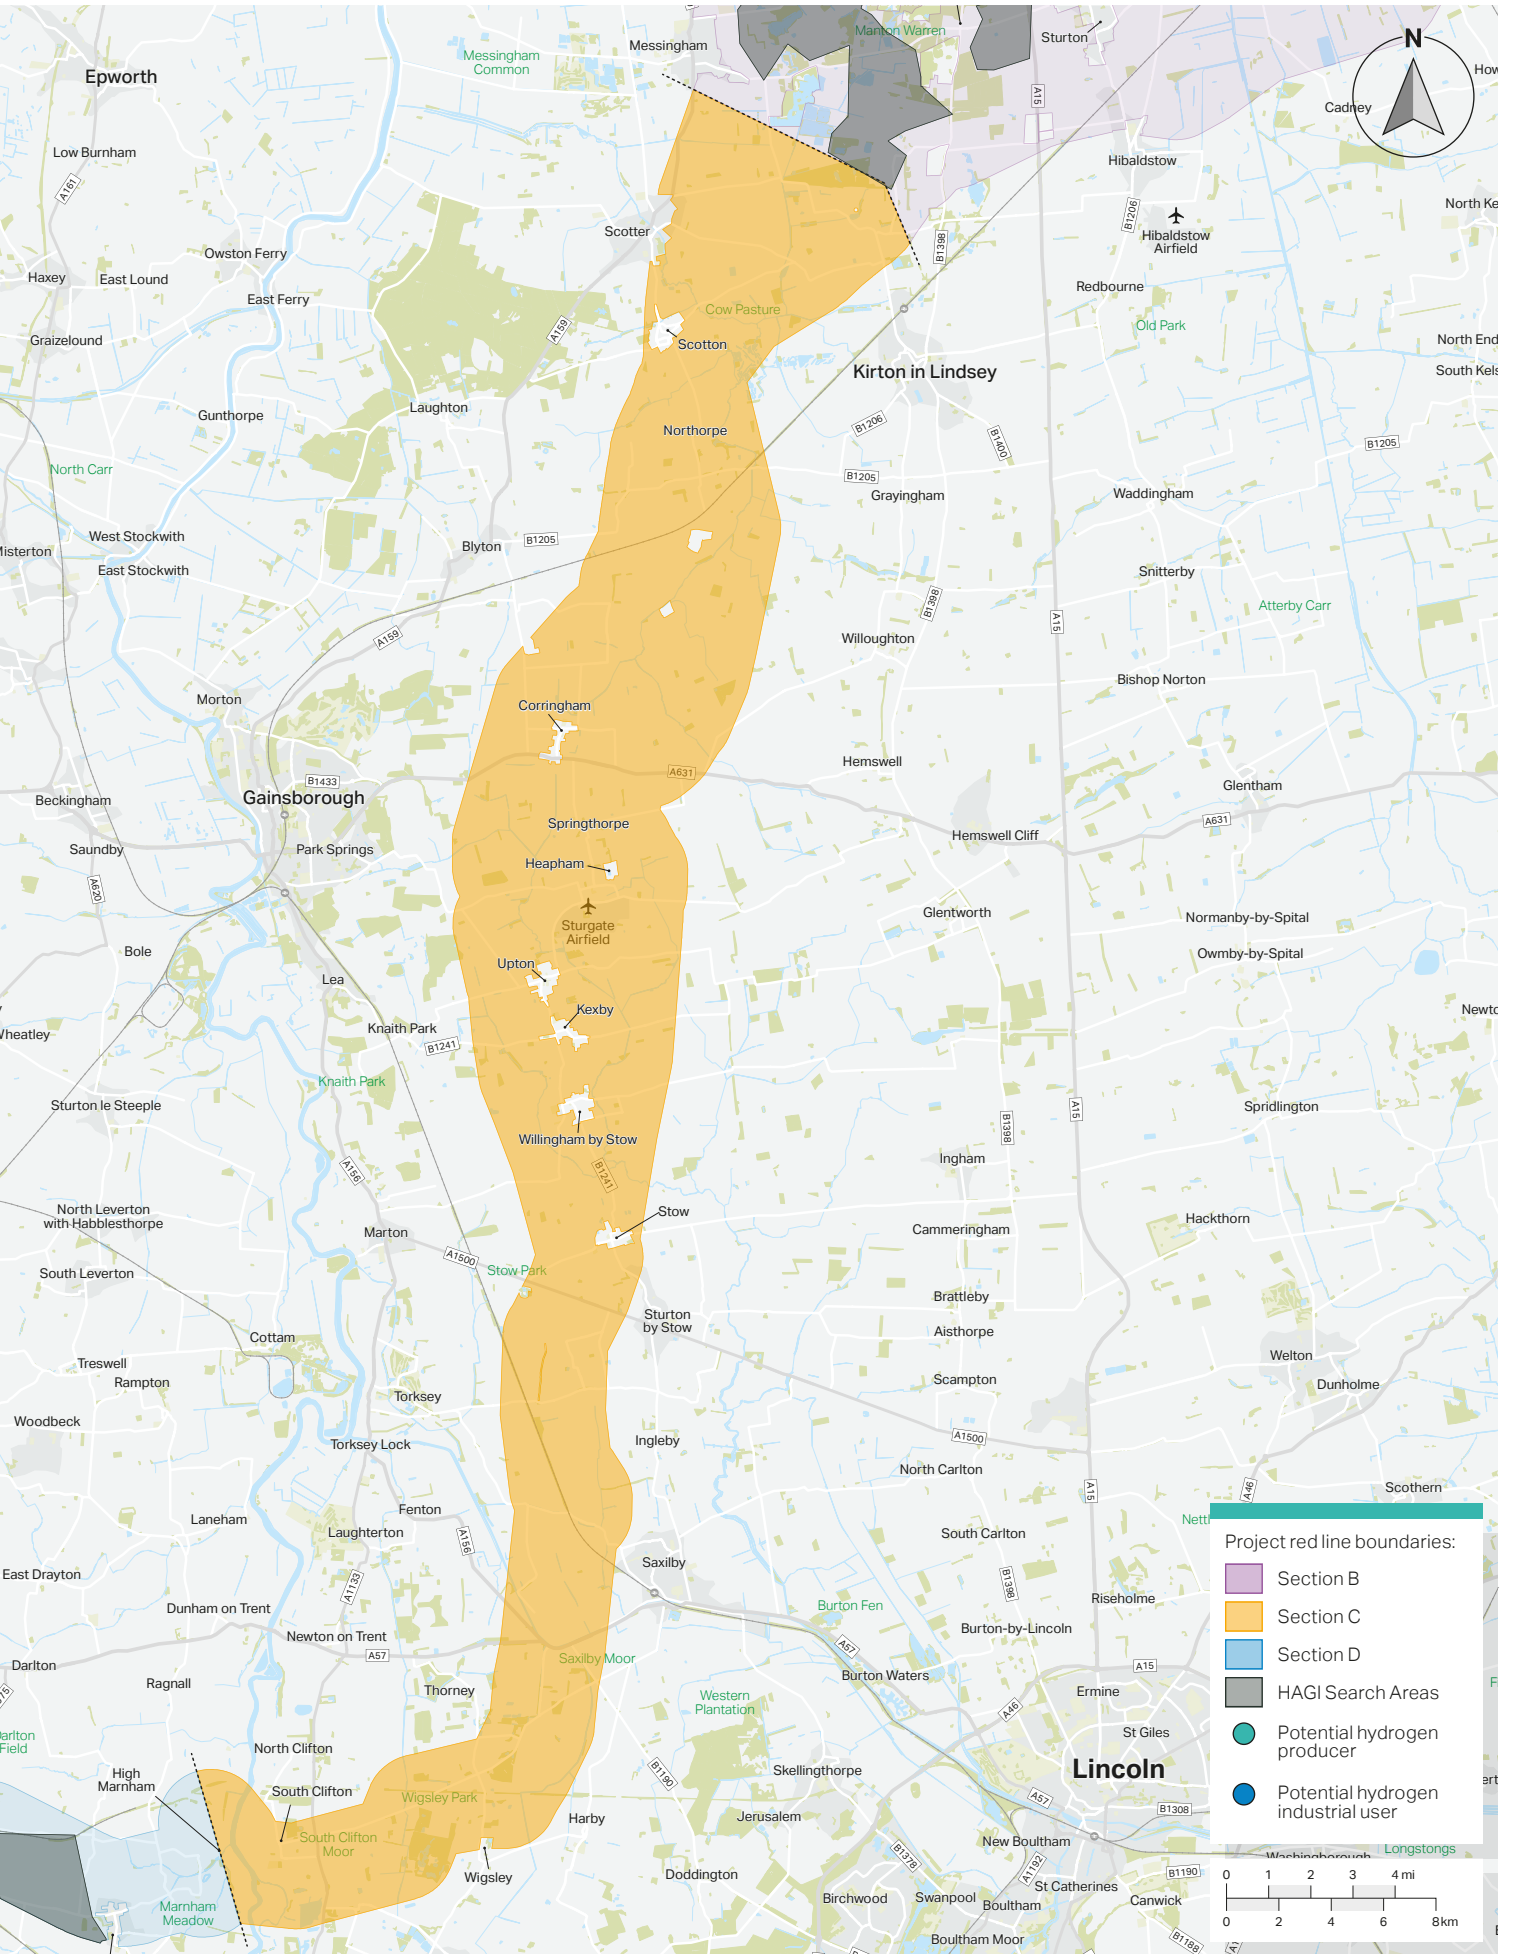 Messingham
Manton Warren
Sturton
N
Epworth
Messingham
Common
A15
Cadney
Low Burnham
Hibaldstow
A161
B1206
Scotter
Hibaldstow
Airfield
Owston Ferry
B1398
Haxey
East Lound
East Ferry
Redbourne
Cow Pasture
Old Park
A159
Graizelound
Scotton
North End
Kirton in Lindsey
Laughton
Gunthorpe
Northorpe
B1206
B1400
B1205
North Carr
B1205
Grayingham
Waddingham
West Stockwith
Blyton
B1205
East Stockwith
Snitterby
B1398
Atterby Carr
A159
A15
Willoughton
Bishop Norton
Morton
Corringham
Hemswell
A631
B1433
Glentham
Gainsborough
Beckingham
Springthorpe
A631
Hemswell Cliff
Saundby
Park Springs
Heapham
A620
Glentworth
Normanby-by-Spital
Sturgate
Airfield
Bole
Owmby-by-Spital
Upton
Lea
Kexby
Knaith Park
B1241
Knaith Park
Sturton le Steeple
Spridlington
A15
B1398
Willingham by Stow
Ingham
A156
B1241
North Leverton
with Habblesthorpe
Stow
Hackthorn
Marton
Cammeringham
A1500
South Leverton
Stow Park
Brattleby
Sturton
by Stow
Cottam
Aisthorpe
Treswell
Welton
Rampton
Scampton
Dunholme
Torksey
Woodbeck
Torksey Lock
Ingleby
A1500
North Carlton
A15
A46
Scothern
Fenton
Laneham
Laughterton
A156
South Carlton
Project red line boundaries:
Saxilby
East Drayton
A1133
B1398
Section B
Dunham on Trent
Burton Fen
Riseholme
Section C
Newton on Trent
Burton-by-Lincoln
A57
Saxilby Moor
A57
Section D
Darlton
Burton Waters
A15
Ragnall
Thorney
Western
Plantation
Ermine
HAGI Search Areas
A46
St Giles
Potential hydrogen
producer
North Clifton
High
Marnham
B1190
Skellingthorpe
Lincoln
South Clifton
Wigsley Park
A57
Potential hydrogen
industrial user
Harby
Jerusalem
B1308
South Clifton
Moor
New Boultham
Longstongs
B1378
Wigsley
Doddington
A1192
B1190
0 1 2 3 4 mi
St Catherines
Marnham
Meadow
Birchwood
Swanpool
Boultham
Canwick
0 2 4 6 8km
Boultham Moor
B1188